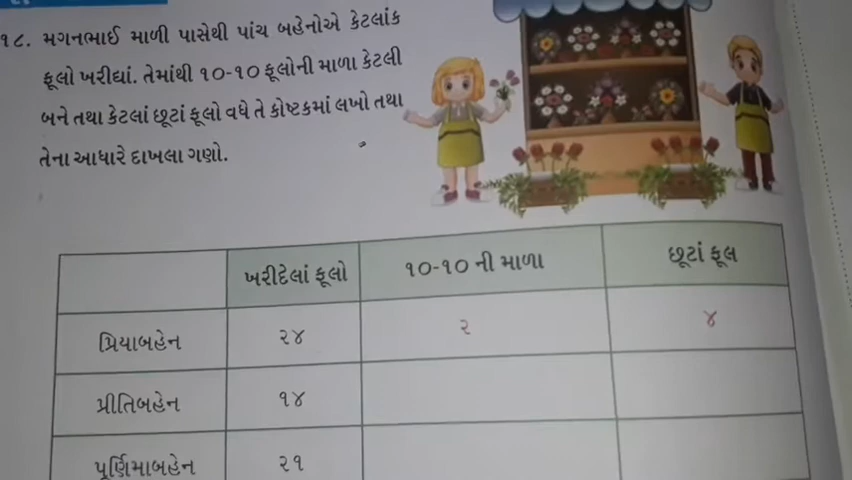 ૧૮. મગનભાઈ માળી પાસેથી પાંચ બહેનોએ કેટલાંક
ફૂલો ખરીદ્યાં. તેમાંથી ૧૦-૧૦ ફૂલોની માળા કેટલી
બને તથા કેટલાં છૂટાં ફૂલો વધે તે કોષ્ટકમાં લખો તથા
તેના આધારે દાખલા ગણો.
ખરીદેલાં ફૂલો ૧૦-૧૦ ની માળા છૂટાં ફૂલ
પ્રિયાબહેન ૨૪ ૨ ૪
પ્રીતિબહેન ૧૪
પૂર્ણિમાબહેન ૨૧